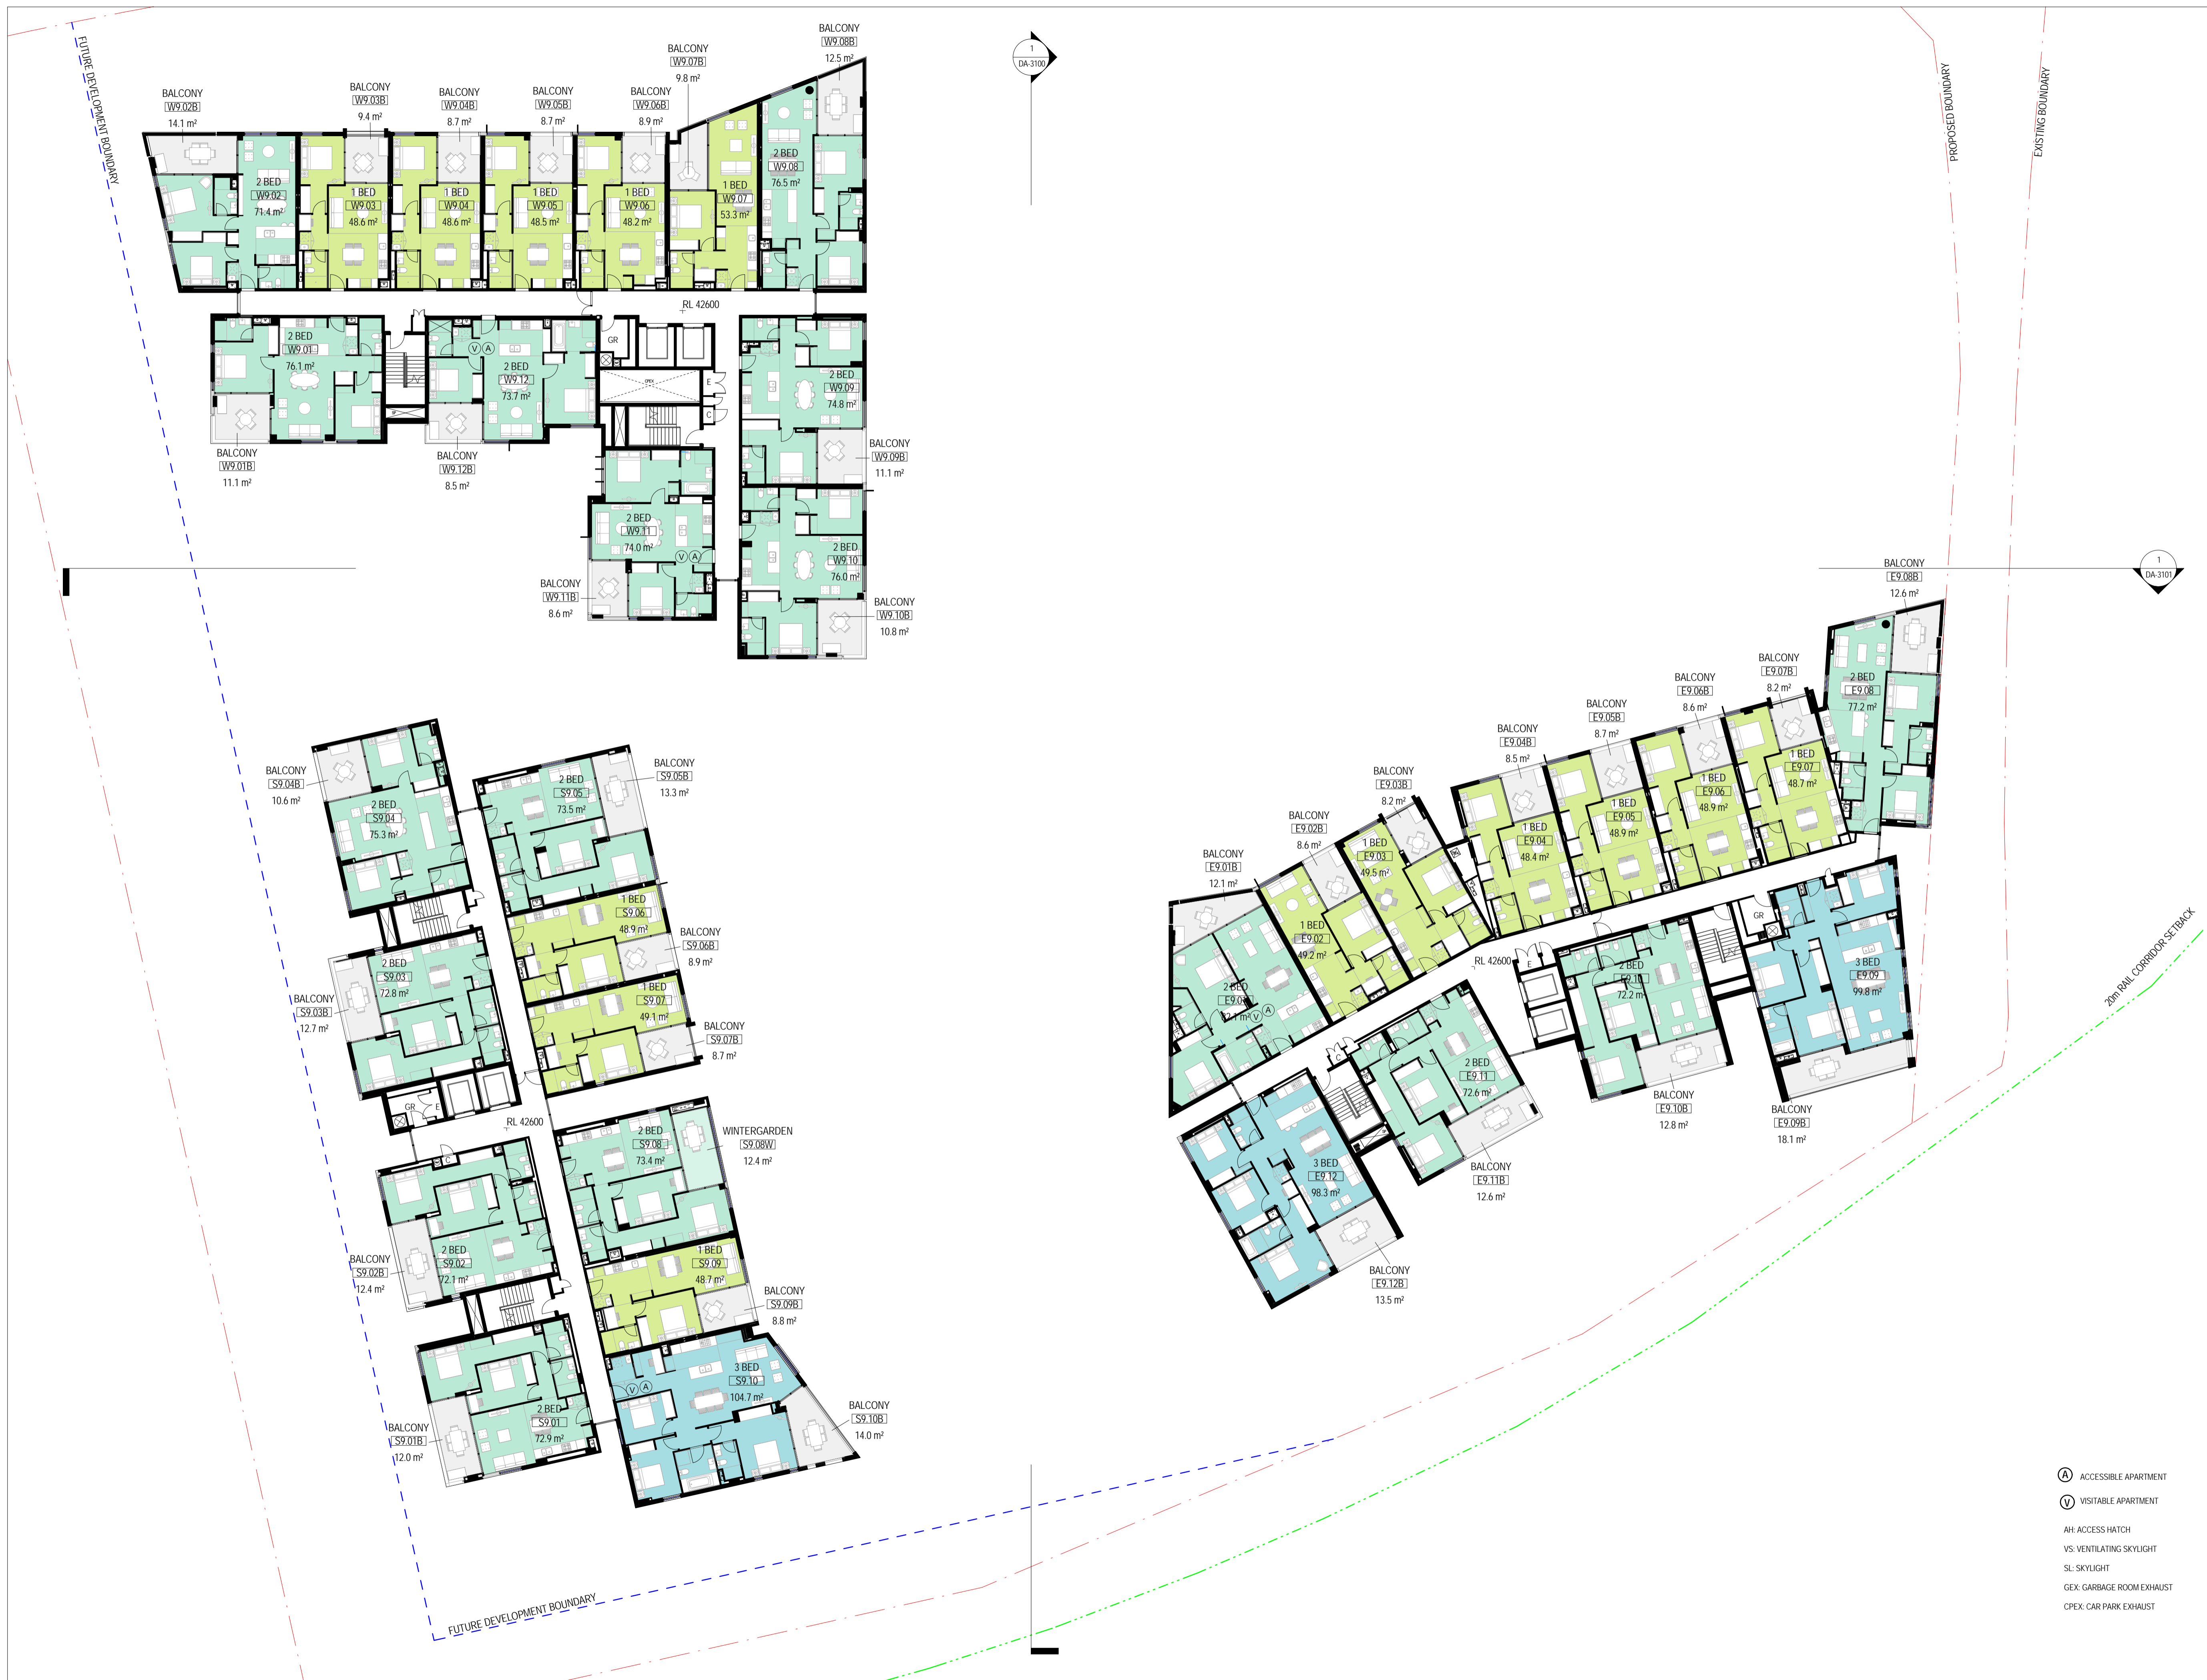 FUTURE DEVELOPMENT BOUNDARY
BALCONY
W9.02B
14.1 m²
BALCONY
W9.03B
9.4 m²
BALCONY
W9.04B
8.7 m²
BALCONY
W9.05B
8.7 m²
BALCONY
W9.06B
8.9 m²
BALCONY
W9.07B
9.8 m²
BALCONY
W9.08B
12.5 m²
1
DA-3100
PROPOSED BOUNDARY
EXISTING BOUNDARY
2 BED
W9.02
71.4 m²
1 BED
W9.03
48.6 m²
1 BED
W9.04
48.6 m²
1 BED
W9.05
48.5 m²
1 BED
W9.06
48.2 m²
1 BED
W9.07
53.3 m²
2 BED
W9.08
76.5 m²
RL 42600
2 BED
W9.01
76.1 m²
V A
2 BED
W9.12
73.7 m²
GR
CPEX
E
C
2 BED
W9.09
74.8 m²
BALCONY
W9.01B
11.1 m²
BALCONY
W9.12B
8.5 m²
BALCONY
W9.09B
11.1 m²
2 BED
W9.11
74.0 m²
V A
2 BED
W9.10
76.0 m²
BALCONY
W9.11B
8.6 m²
BALCONY
W9.10B
10.8 m²
1
DA-3101
BALCONY
S9.04B
10.6 m²
2 BED
S9.04
75.3 m²
2 BED
S9.05
73.5 m²
BALCONY
S9.05B
13.3 m²
1 BED
S9.06
48.9 m²
BALCONY
S9.06B
8.9 m²
2 BED
S9.03
72.8 m²
BALCONY
S9.03B
12.7 m²
1 BED
S9.07
49.1 m²
BALCONY
S9.07B
8.7 m²
GR
E
RL 42600
C
2 BED
S9.08
73.4 m²
WINTERGARDEN
S9.08W
12.4 m²
2 BED
S9.02
72.1 m²
BALCONY
S9.02B
12.4 m²
1 BED
S9.09
48.7 m²
BALCONY
S9.09B
8.8 m²
3 BED
S9.10
104.7 m²
V A
BALCONY
S9.10B
14.0 m²
2 BED
S9.01
72.9 m²
BALCONY
S9.01B
12.0 m²
BALCONY
E9.08B
12.6 m²
BALCONY
E9.07B
8.2 m²
BALCONY
E9.06B
8.6 m²
BALCONY
E9.05B
8.7 m²
BALCONY
E9.04B
8.5 m²
BALCONY
E9.03B
8.2 m²
BALCONY
E9.02B
8.6 m²
BALCONY
E9.01B
12.1 m²
2 BED
E9.08
77.2 m²
1 BED
E9.07
48.7 m²
1 BED
E9.06
48.9 m²
1 BED
E9.05
48.9 m²
1 BED
E9.04
48.4 m²
1 BED
E9.03
49.5 m²
1 BED
E9.02
49.2 m²
2 BED
V A
RL 42600
E
GR
C
2 BED
E9.10
72.2 m
3 BED
E9.09
99.8 m²
2 BED
E9.11
72.6 m²
3 BED
E9.12
98.3 m²
BALCONY
E9.10B
12.8 m²
BALCONY
E9.09B
18.1 m²
BALCONY
E9.11B
12.6 m²
BALCONY
E9.12B
13.5 m²
20m RAIL CORRIDOR SETBACK
FUTURE DEVELOPMENT BOUNDARY
A ACCESSIBLE APARTMENT
V VISITABLE APARTMENT
AH: ACCESS HATCH
VS: VENTILATING SKYLIGHT
SL: SKYLIGHT
GEX: GARBAGE ROOM EXHAUST
CPEX: CAR PARK EXHAUST